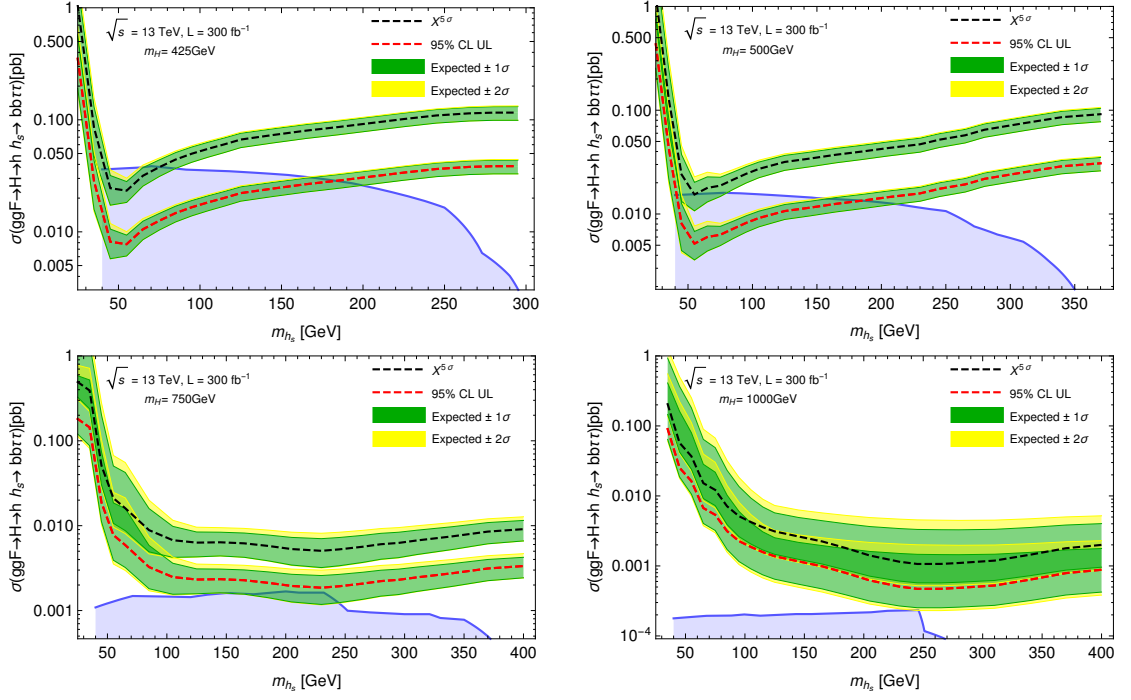 √s = 13 TeV, L = 300 fb⁻¹
m_H= 425GeV
X^{5σ}
95% CL UL
Expected ± 1σ
Expected ± 2σ
σ(ggF→H→h h_s→ bbττ)[pb]
0.500
0.100
0.050
0.010
0.005
50 100 150 200 250 300
m_{h_s} [GeV]
√s = 13 TeV, L = 300 fb⁻¹
m_H= 500GeV
X^{5σ}
95% CL UL
Expected ± 1σ
Expected ± 2σ
σ(ggF→H→h h_s→ bbττ)[pb]
0.500
0.100
0.050
0.010
0.005
50 100 150 200 250 300 350
m_{h_s} [GeV]
√s = 13 TeV, L = 300 fb⁻¹
m_H= 750GeV
X^{5σ}
95% CL UL
Expected ± 1σ
Expected ± 2σ
σ(ggF→H→h h_s→ bbττ)[pb]
1
0.100
0.010
0.001
50 100 150 200 250 300 350 400
m_{h_s} [GeV]
√s = 13 TeV, L = 300 fb⁻¹
m_H= 1000GeV
X^{5σ}
95% CL UL
Expected ± 1σ
Expected ± 2σ
σ(ggF→H→h h_s→ bbττ)[pb]
1
0.100
0.010
0.001
10⁻⁴
50 100 150 200 250 300 350 400
m_{h_s} [GeV]